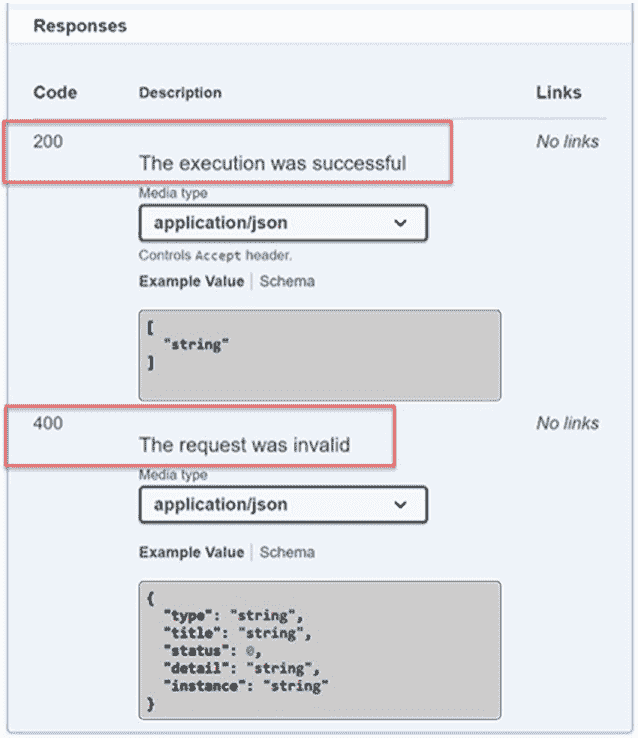 Responses
Code Description Links
200 No links
The execution was successful
Media type
application/json
Controls Accept header.
Example Value Schema
[
"string"
]
400 No links
The request was invalid
Media type
application/json
Example Value Schema
{
"type": "string",
"title": "string",
"status": 0,
"detail": "string",
"instance": "string"
}